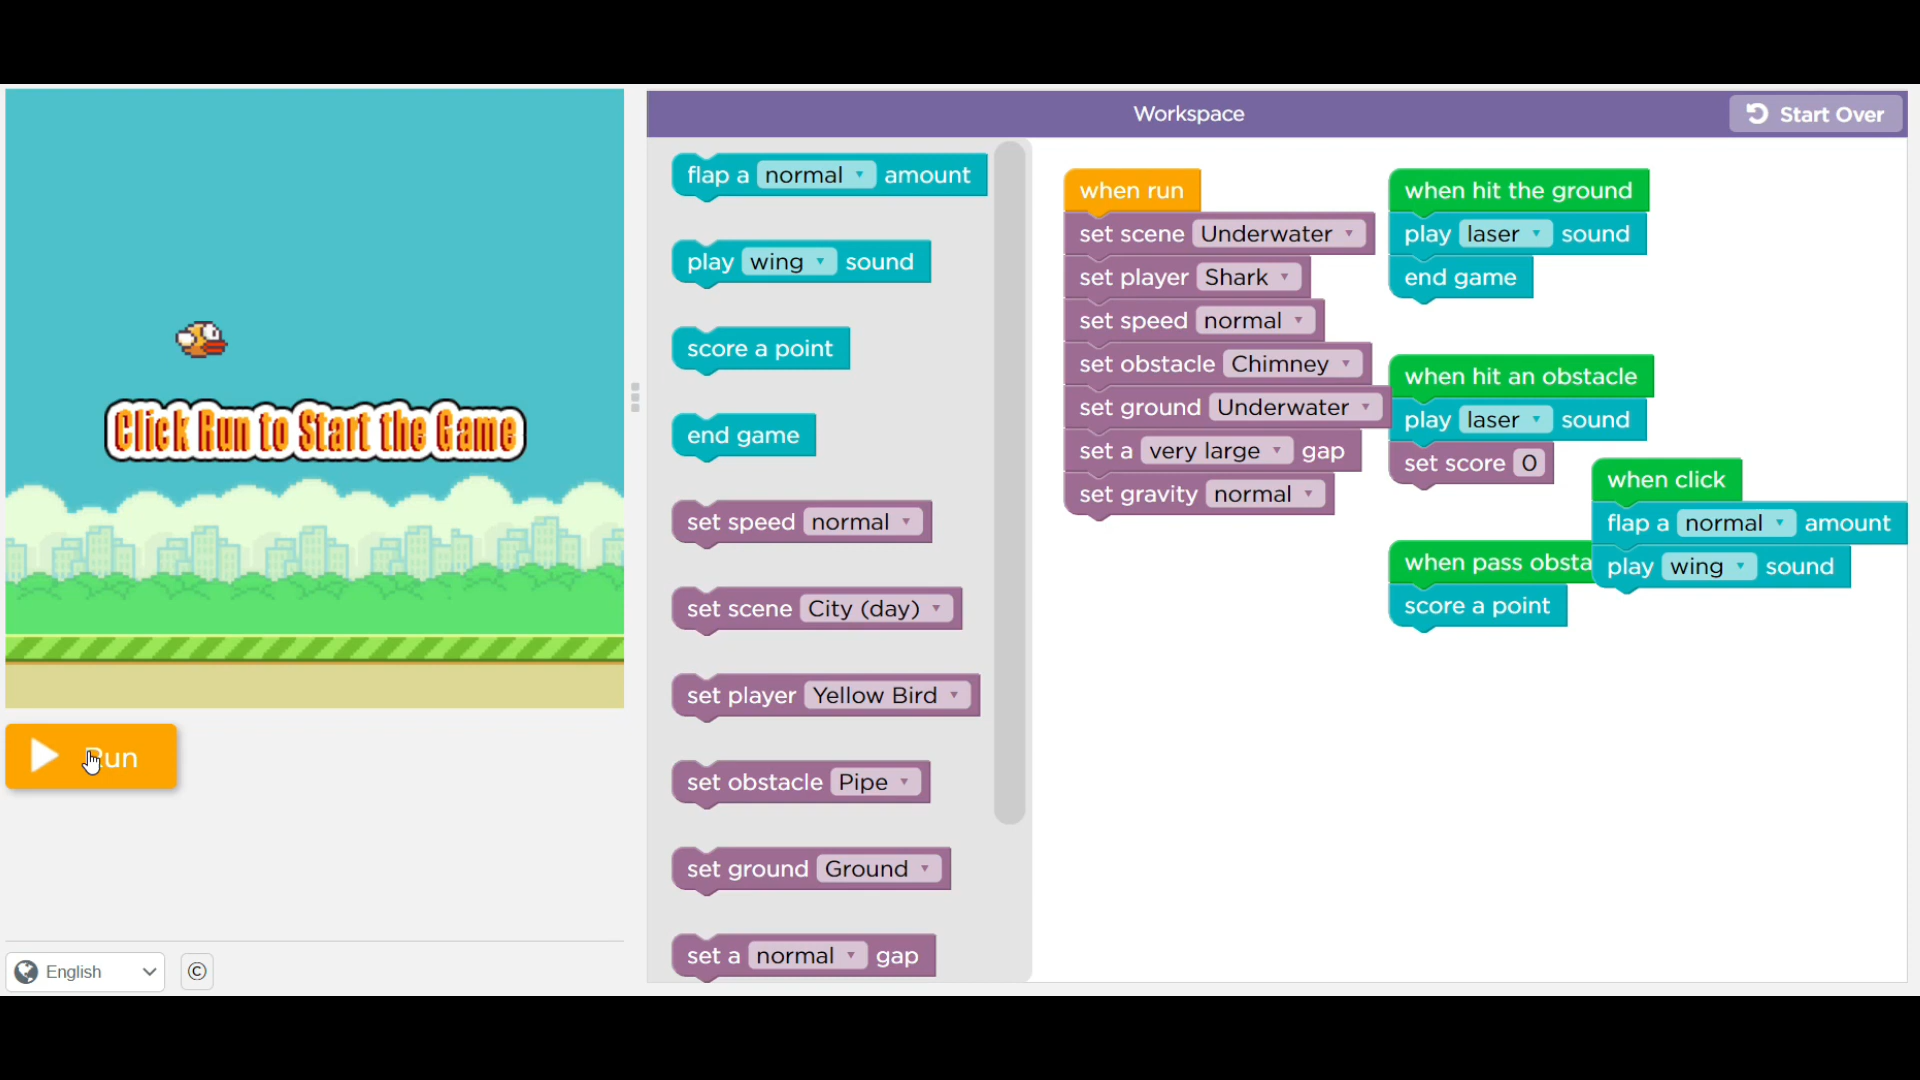 Workspace
Start Over
Click Run to Start the Game
Run
English
©
flap a normal amount
play wing sound
score a point
end game
set speed normal
set scene City (day)
set player Yellow Bird
set obstacle Pipe
set ground Ground
set a normal gap
when run
set scene Underwater
set player Shark
set speed normal
set obstacle Chimney
set ground Underwater
set a very large gap
set gravity normal
when hit the ground
play laser sound
end game
when hit an obstacle
play laser sound
set score 0
when pass obsta
score a point
when click
flap a normal amount
play wing sound